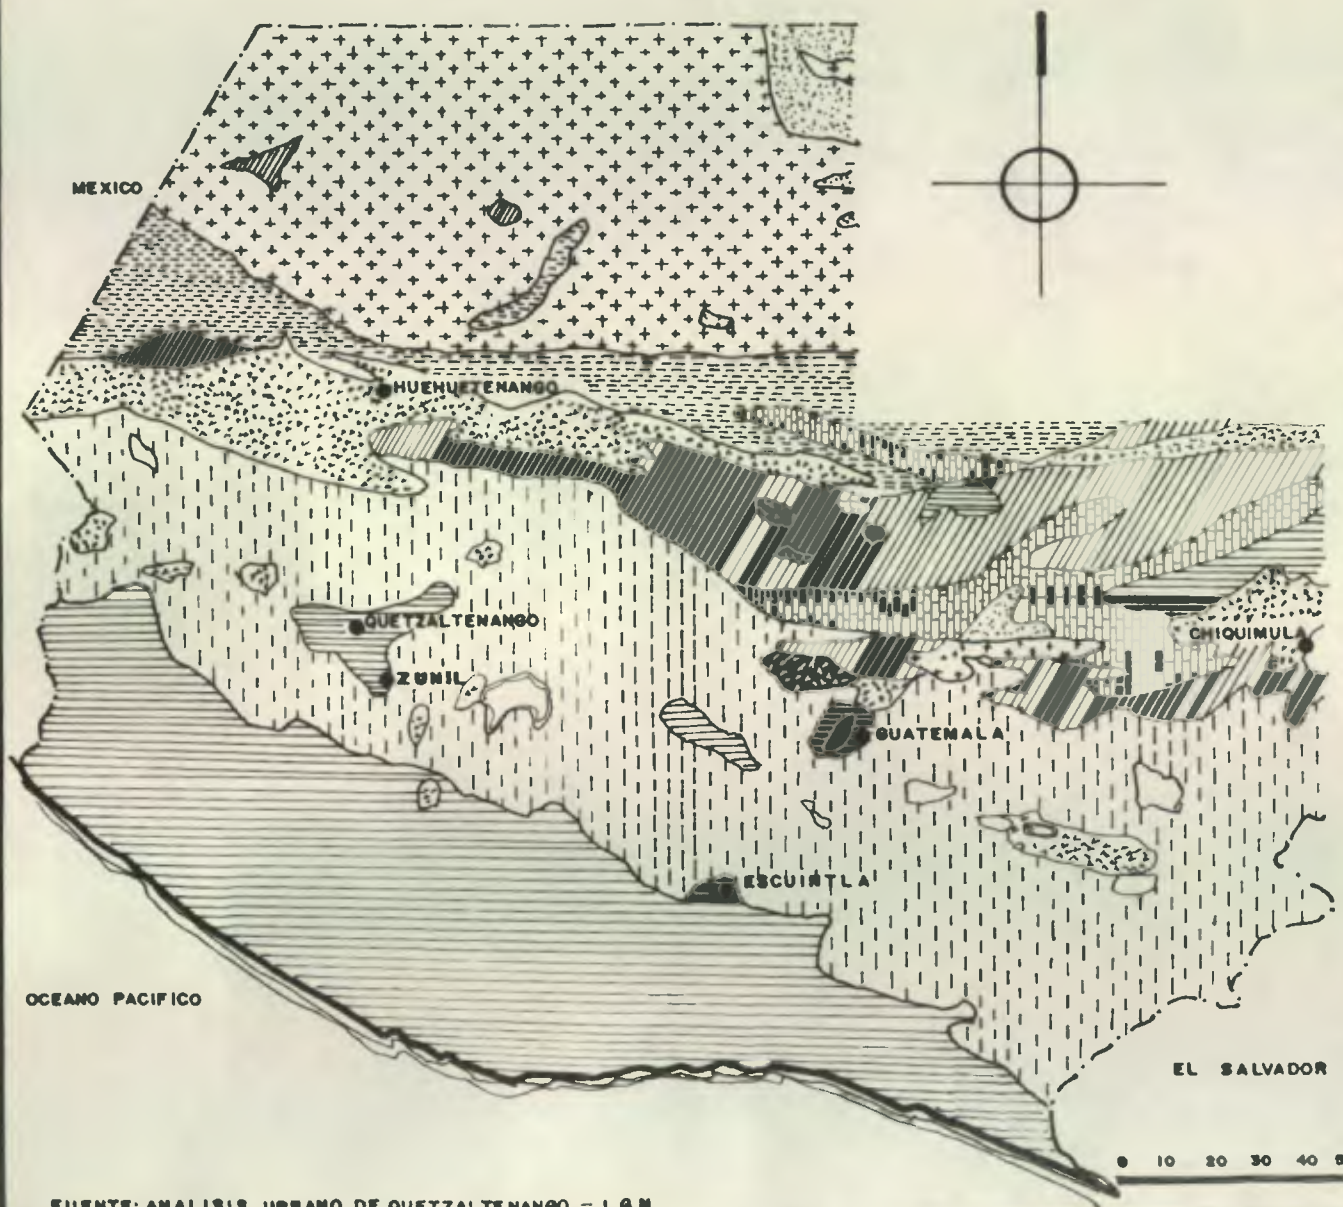 MEXICO
HUEHUETENANGO
QUETZALTENANGO
ZUNIL
CHIQUIMULA
GUATEMALA
ESCUINTLA
OCEANO PACIFICO
EL SALVADOR
0 10 20 30 40
FUENTE: ANALISIS URBANO DE QUETZALTENANGO - I.G.N.